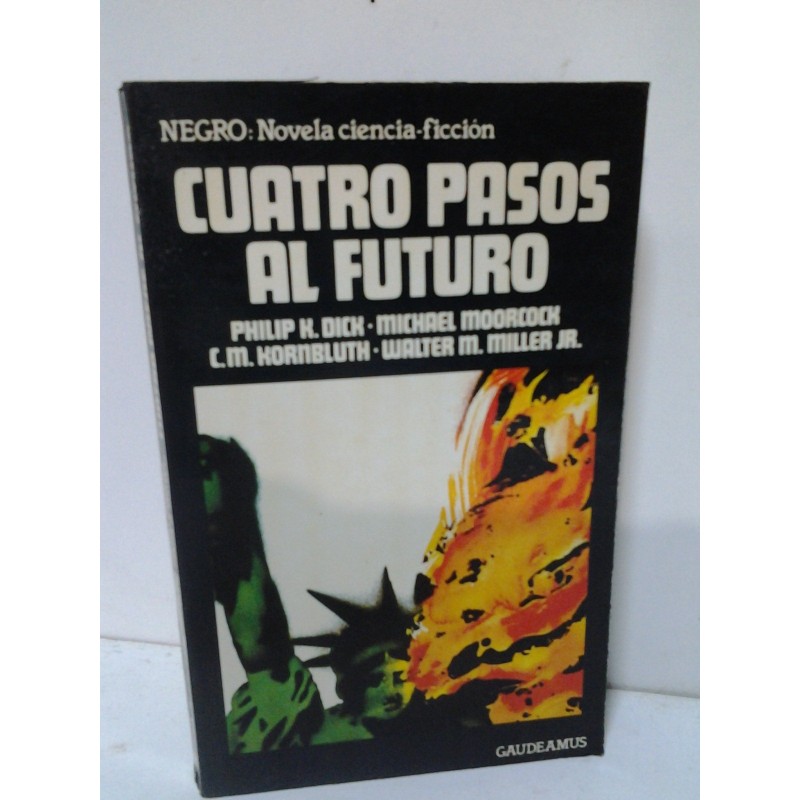 NEGRO: Novela ciencia-ficción
CUATRO PASOS
AL FUTURO
PHILIP K. DICK · MICHAEL MOORCOCK
C.M. KORNBLUTH · WALTER M. MILLER JR.
GAUDEAMUS